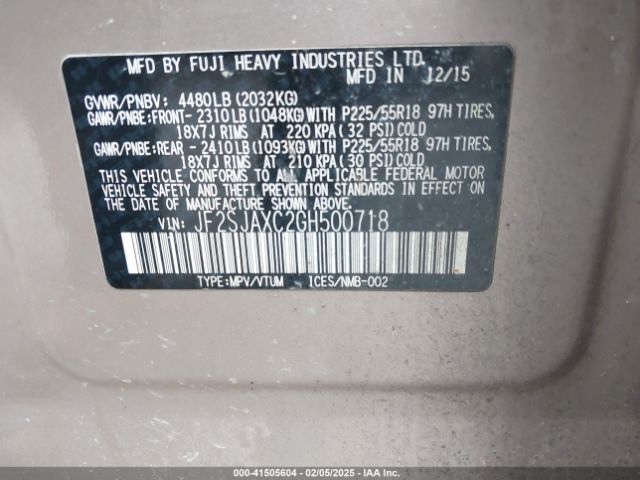 MFD BY FUJI HEAVY INDUSTRIES LTD.
MFD IN 12/15
GVWR/PNBV: 4480LB (2032KG)
GAWR/PNBE: FRONT- 2310LB (1048KG) WITH P225/55R18 97H TIRES,
18X7J RIMS AT 220 KPA (32 PSI) COLD
GAWR/PNBE: REAR - 2410LB (1093KG) WITH P225/55R18 97H TIRES,
18X7J RIMS AT 210 KPA (30 PSI) COLD
THIS VEHICLE CONFORMS TO ALL APPLICABLE FEDERAL MOTOR
VEHICLE SAFETY AND THEFT PREVENTION STANDARDS IN EFFECT ON
THE DATE OF MANUFACTURE SHOWN ABOVE.
VIN: JF2SJAXC2GH500718
TYPE: MPV/VTUM ICES/NMB-002
000-41505604 - 02/05/2025 - IAA Inc.